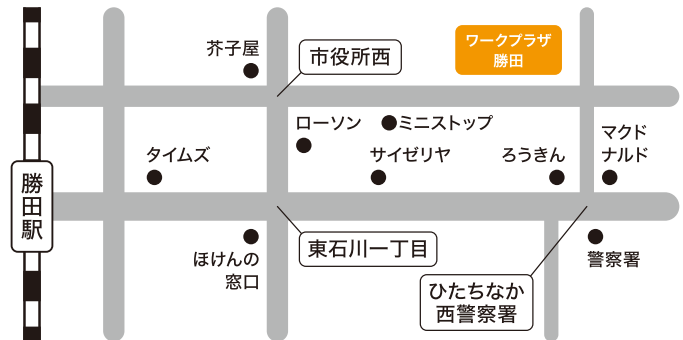 芥子屋
市役所西
ワークプラザ
勝田
ローソン
ミニストップ
マクド
ナルド
タイムズ
サイゼリヤ
ろうきん
勝田駅
ほけんの
窓口
東石川一丁目
警察署
ひたちなか
西警察署